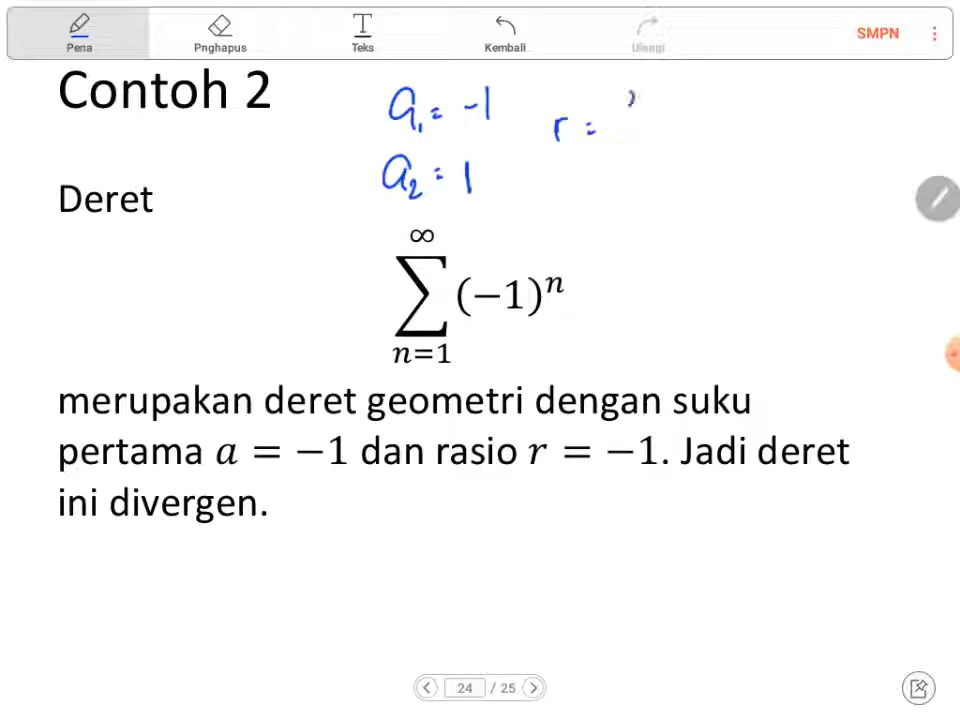 Pena Pnghapus Teks Kembali Ulangi SMPN
Contoh 2
a₁ = -1
r =
a₂ = 1
Deret
∞
∑ (−1)ⁿ
n=1
merupakan deret geometri dengan suku
pertama a = −1 dan rasio r = −1. Jadi deret
ini divergen.
24 / 25